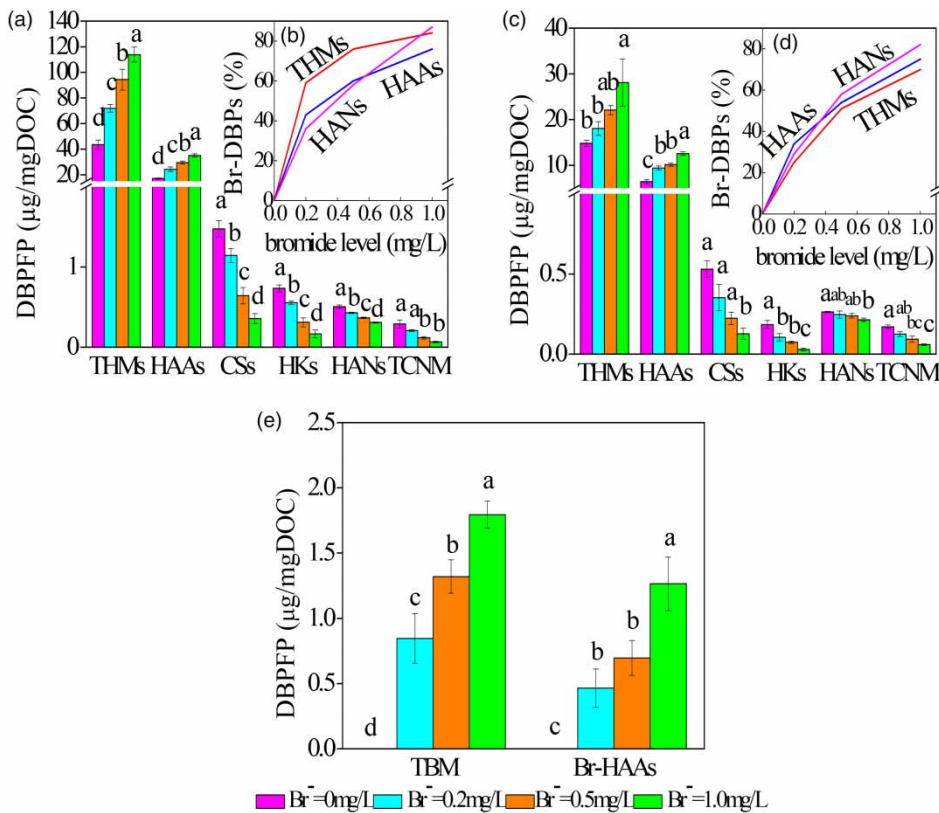 (a)
DBPFP (μg/mgDOC)
140
120
100
80
60
40
20
1
0
d c b a
d c b a
a b c d
a b c d
a b c d
a a b b
THMs HAAs CSs HKs HANs TCNM
(b)
Br-DBPs (%)
80
60
40
20
0
THMs
HAAs
HANs
0.0 0.2 0.4 0.6 0.8 1.0
bromide level (mg/L)
(c)
DBPFP (μg/mgDOC)
40
30
20
10
0.5
0.0
b b ab a
c b b a
a a a b
a b b c
a ab ab b
a ab bc c
THMs HAAs CSs HKs HANs TCNM
(d)
Br-DBPs (%)
80
60
40
20
0
HANs
HAAs
THMs
0.0 0.2 0.4 0.6 0.8 1.0
bromide level (mg/L)
(e)
DBPFP (μg/mgDOC)
2.5
2.0
1.5
1.0
0.5
0.0
d c b a
c b b a
TBM Br-HAAs
Br⁻=0mg/L Br⁻=0.2mg/L Br⁻=0.5mg/L Br⁻=1.0mg/L